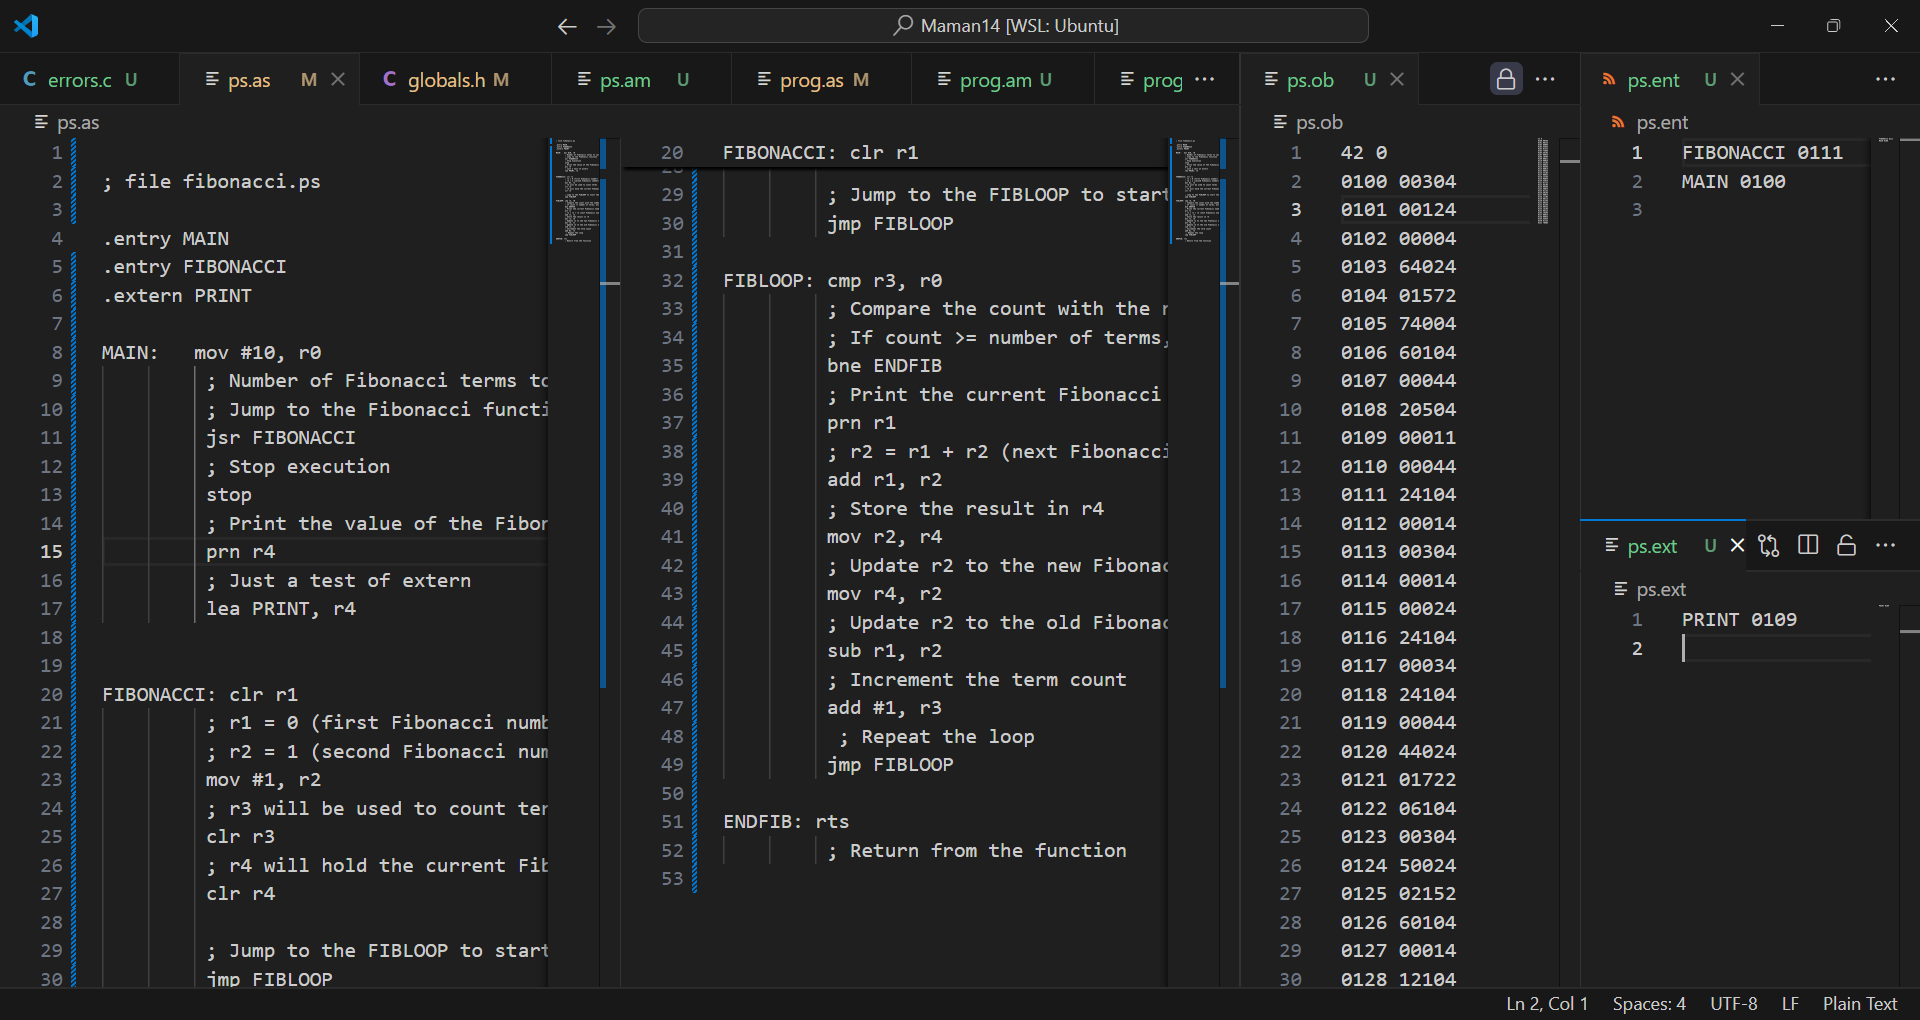 Maman14 [WSL: Ubuntu]
C errors.c U
ps.as M
C globals.h M
ps.am U
prog.as M
prog.am U
prog
ps.ob U
ps.ent U
ps.as
1
2 ; file fibonacci.ps
3
4 .entry MAIN
5 .entry FIBONACCI
6 .extern PRINT
7
8 MAIN: mov #10, r0
9 ; Number of Fibonacci terms to
10 ; Jump to the Fibonacci functi
11 jsr FIBONACCI
12 ; Stop execution
13 stop
14 ; Print the value of the Fibor
15 prn r4
16 ; Just a test of extern
17 lea PRINT, r4
18
19
20 FIBONACCI: clr r1
21 ; r1 = 0 (first Fibonacci numb
22 ; r2 = 1 (second Fibonacci num
23 mov #1, r2
24 ; r3 will be used to count ter
25 clr r3
26 ; r4 will hold the current Fib
27 clr r4
28
29 ; Jump to the FIBLOOP to start
30 jmp FIBLOOP
20 FIBONACCI: clr r1
29 ; Jump to the FIBLOOP to start
30 jmp FIBLOOP
31
32 FIBLOOP: cmp r3, r0
33 ; Compare the count with the
34 ; If count >= number of terms,
35 bne ENDFIB
36 ; Print the current Fibonacci
37 prn r1
38 ; r2 = r1 + r2 (next Fibonacci
39 add r1, r2
40 ; Store the result in r4
41 mov r2, r4
42 ; Update r2 to the new Fibonac
43 mov r4, r2
44 ; Update r2 to the old Fibonac
45 sub r1, r2
46 ; Increment the term count
47 add #1, r3
48 ; Repeat the loop
49 jmp FIBLOOP
50
51 ENDFIB: rts
52 ; Return from the function
53
ps.ob
1 42 0
2 0100 00304
3 0101 00124
4 0102 00004
5 0103 64024
6 0104 01572
7 0105 74004
8 0106 60104
9 0107 00044
10 0108 20504
11 0109 00011
12 0110 00044
13 0111 24104
14 0112 00014
15 0113 00304
16 0114 00014
17 0115 00024
18 0116 24104
19 0117 00034
20 0118 24104
21 0119 00044
22 0120 44024
23 0121 01722
24 0122 06104
25 0123 00304
26 0124 50024
27 0125 02152
28 0126 60104
29 0127 00014
30 0128 12104
ps.ent
1 FIBONACCI 0111
2 MAIN 0100
3
ps.ext U
ps.ext
1 PRINT 0109
2
Ln 2, Col 1 Spaces: 4 UTF-8 LF Plain Text